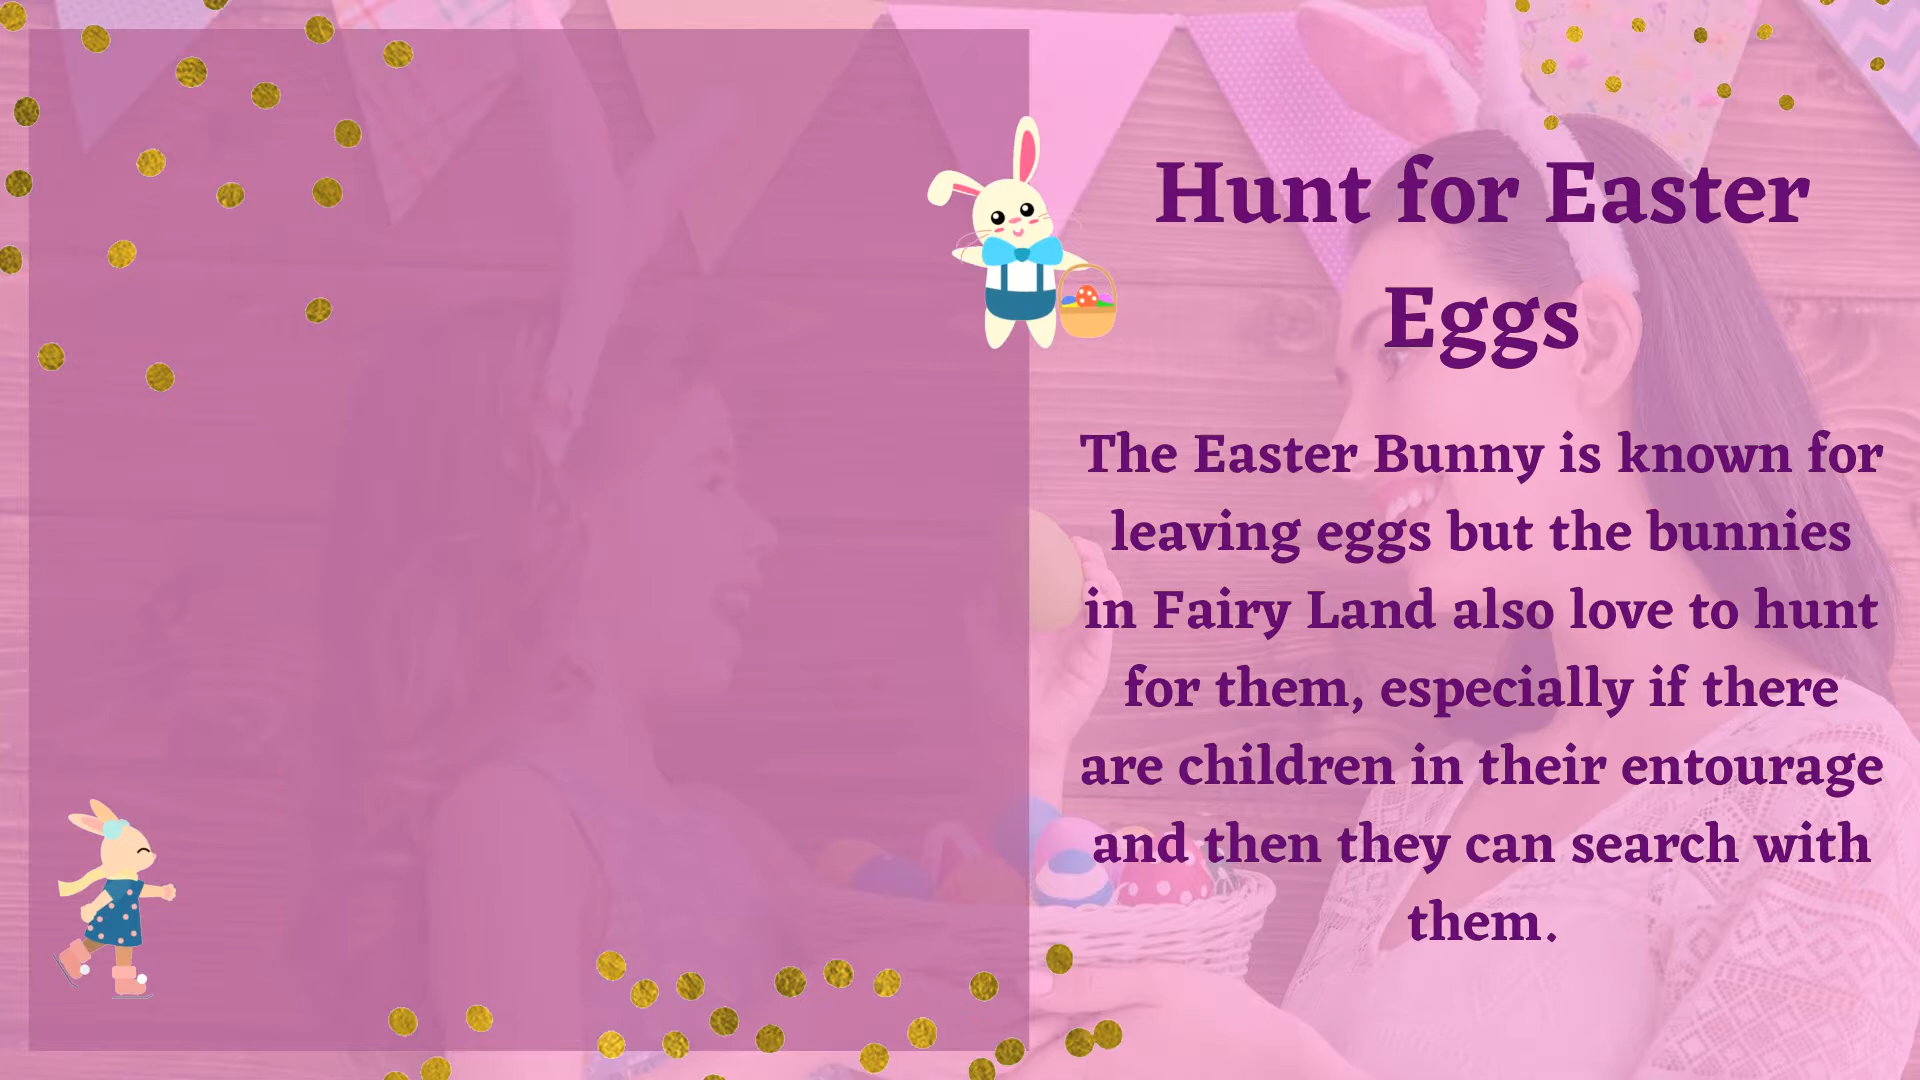 Hunt for Easter
Eggs
The Easter Bunny is known for
leaving eggs but the bunnies
in Fairy Land also love to hunt
for them, especially if there
are children in their entourage
and then they can search with
them.